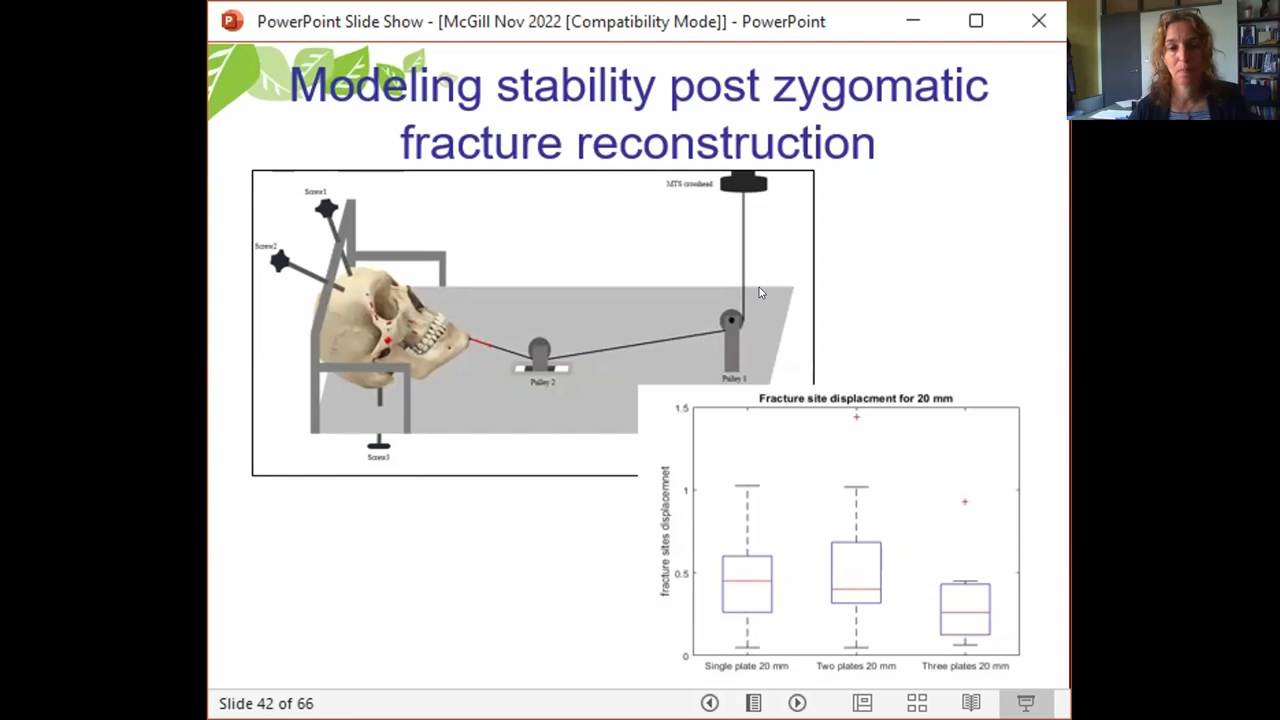 PowerPoint Slide Show - [McGill Nov 2022 [Compatibility Mode]] - PowerPoint
Modeling stability post zygomatic
fracture reconstruction
Screw1
MTS crosshead
Screw2
Pulley 2
Pulley 1
Screw3
Fracture site displacment for 20 mm
fracture sites displacemnet
1.5
1
0.5
0
Single plate 20 mm
Two plates 20 mm
Three plates 20 mm
Slide 42 of 66